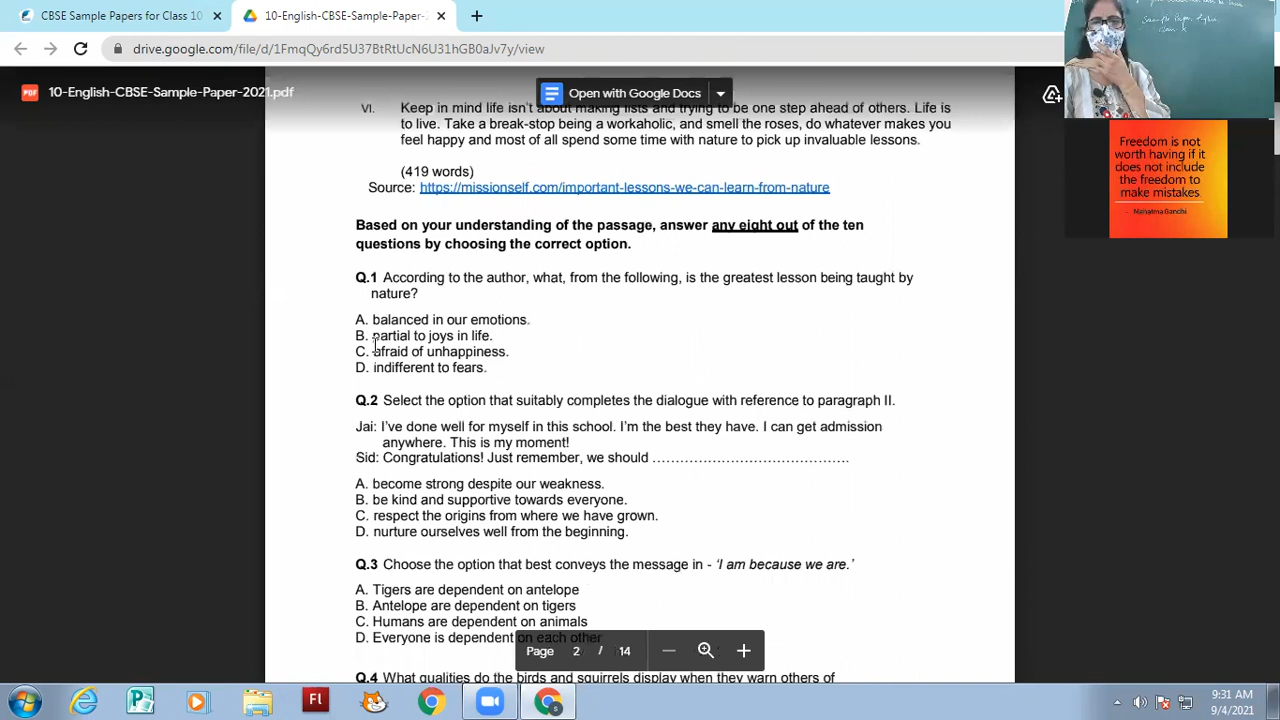 CBSE Sample Papers for Class 10
10-English-CBSE-Sample-Paper-2
drive.google.com/file/d/1FmqQy6rd5U37BtRtUcN6U31hGB0aJv7y/view
10-English-CBSE-Sample-Paper-2021.pdf
Open with Google Docs
VI. Keep in mind life isn't about making lists and trying to be one step ahead of others. Life is
to live. Take a break-stop being a workaholic, and smell the roses, do whatever makes you
feel happy and most of all spend some time with nature to pick up invaluable lessons.
(419 words)
Source: https://missionself.com/important-lessons-we-can-learn-from-nature
Based on your understanding of the passage, answer any eight out of the ten
questions by choosing the correct option.
Q.1 According to the author, what, from the following, is the greatest lesson being taught by
nature?
A. balanced in our emotions.
B. partial to joys in life.
C. afraid of unhappiness.
D. indifferent to fears.
Q.2 Select the option that suitably completes the dialogue with reference to paragraph II.
Jai: I've done well for myself in this school. I'm the best they have. I can get admission
anywhere. This is my moment!
Sid: Congratulations! Just remember, we should ………………………………….
A. become strong despite our weakness.
B. be kind and supportive towards everyone.
C. respect the origins from where we have grown.
D. nurture ourselves well from the beginning.
Q.3 Choose the option that best conveys the message in - 'I am because we are.'
A. Tigers are dependent on antelope
B. Antelope are dependent on tigers
C. Humans are dependent on animals
D. Everyone is dependent on each other
Q.4 What qualities do the birds and squirrels display when they warn others of
Page 2 / 14
Sample Paper
Class X
Freedom is not
worth having if it
does not include
the freedom to
make mistakes
- Mahatma Gandhi
PDF
Fl
9:31 AM
9/4/2021